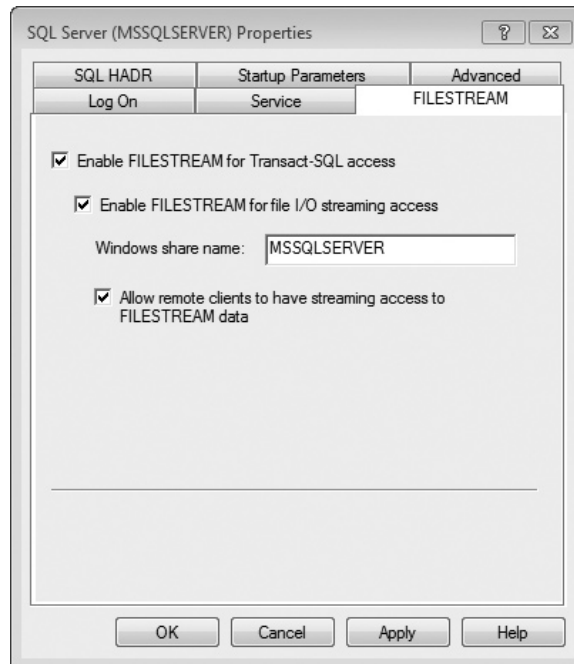 SQL Server (MSSQLSERVER) Properties
SQL HADR Startup Parameters Advanced
Log On Service FILESTREAM
Enable FILESTREAM for Transact-SQL access
Enable FILESTREAM for file I/O streaming access
Windows share name: MSSQLSERVER
Allow remote clients to have streaming access to
FILESTREAM data
OK Cancel Apply Help